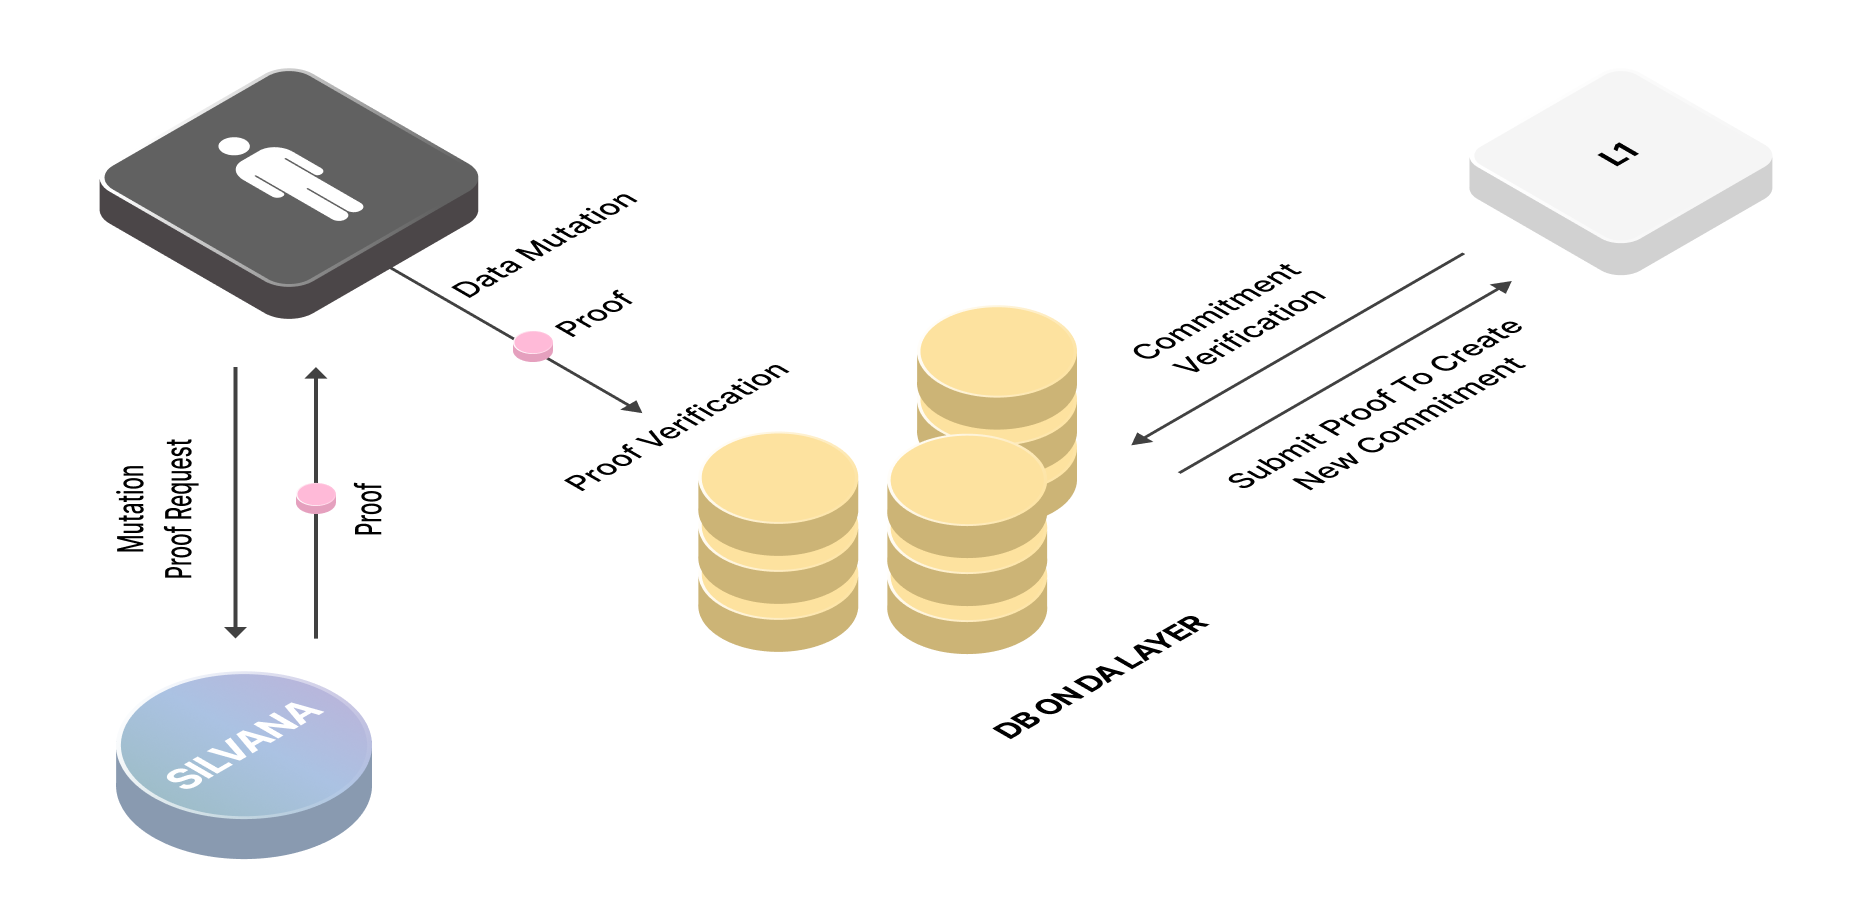 L1
Data Mutation
Proof
Proof Verification
Commitment
Verification
Submit Proof To Create
New Commitment
Mutation
Proof Request
Proof
DB ON DA LAYER
SILVANA